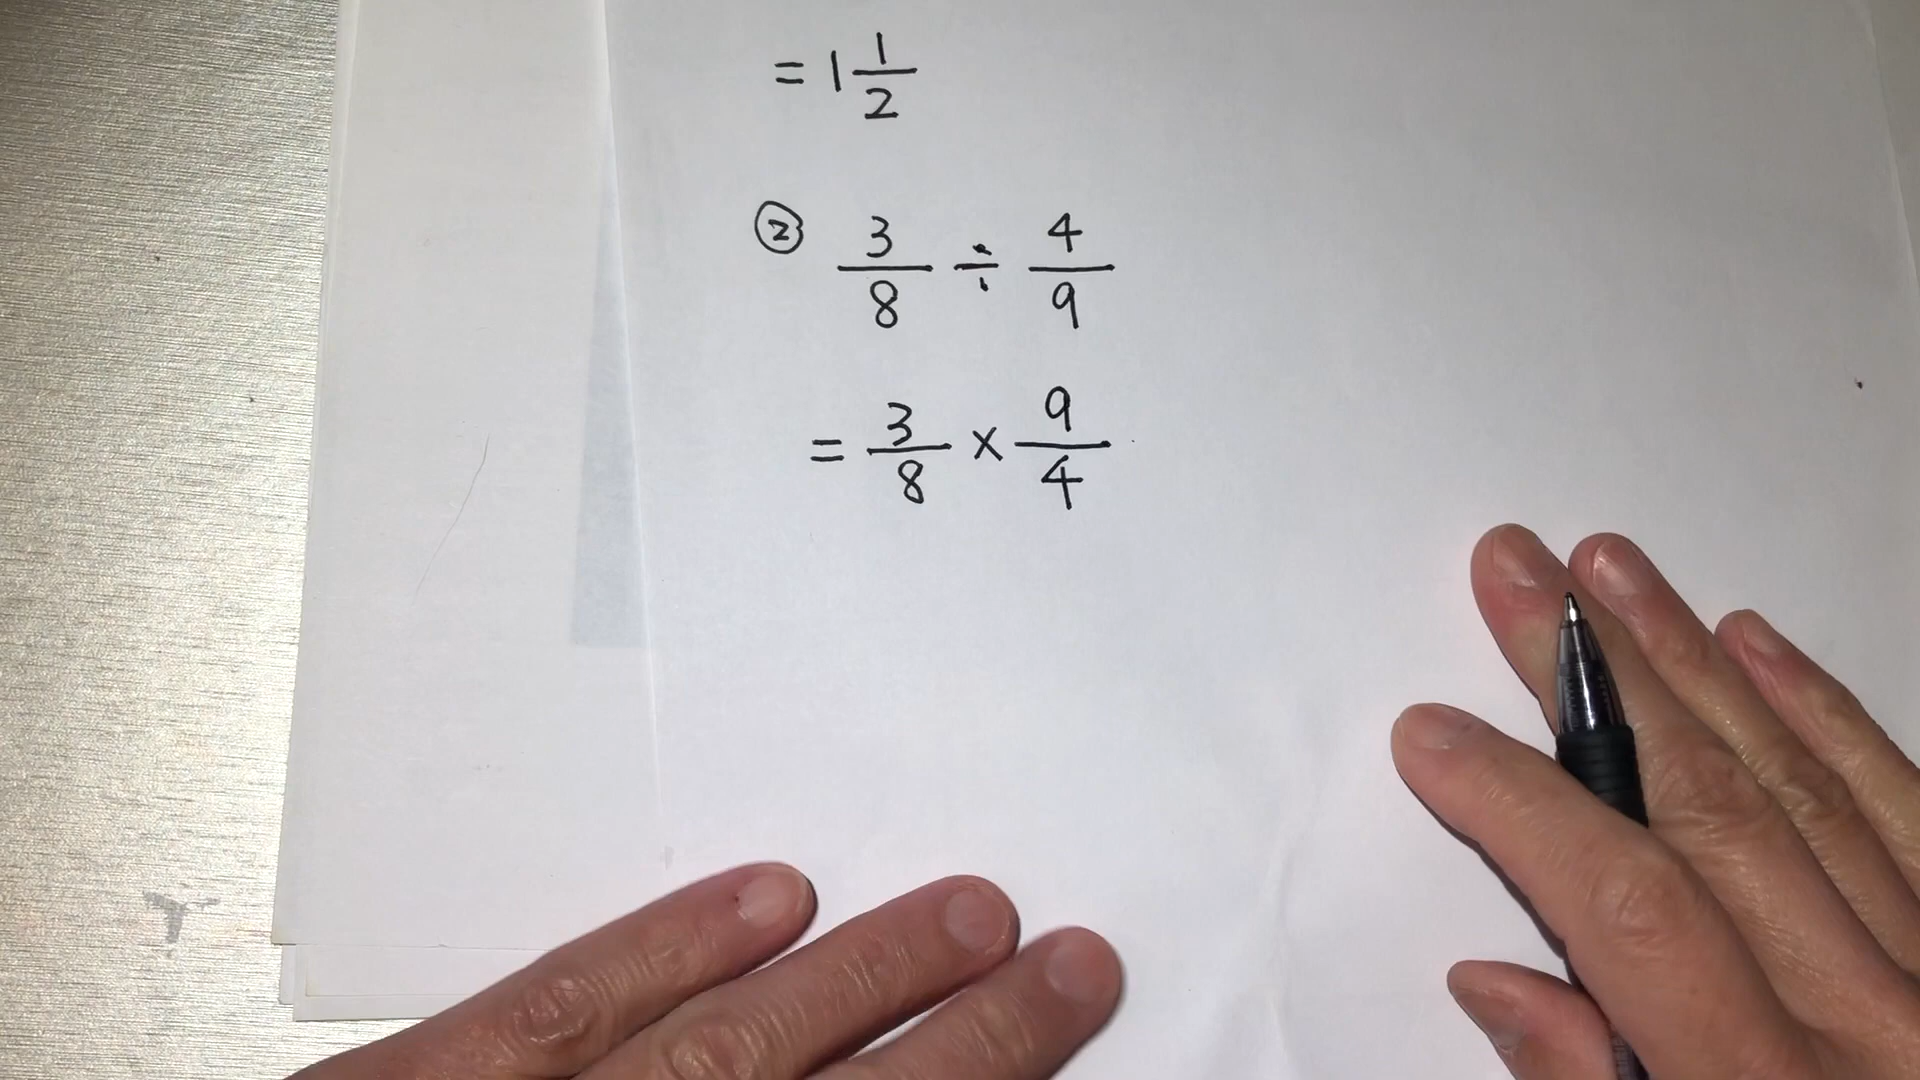 = 1 1/2
② 3/8 ÷ 4/9
= 3/8 × 9/4